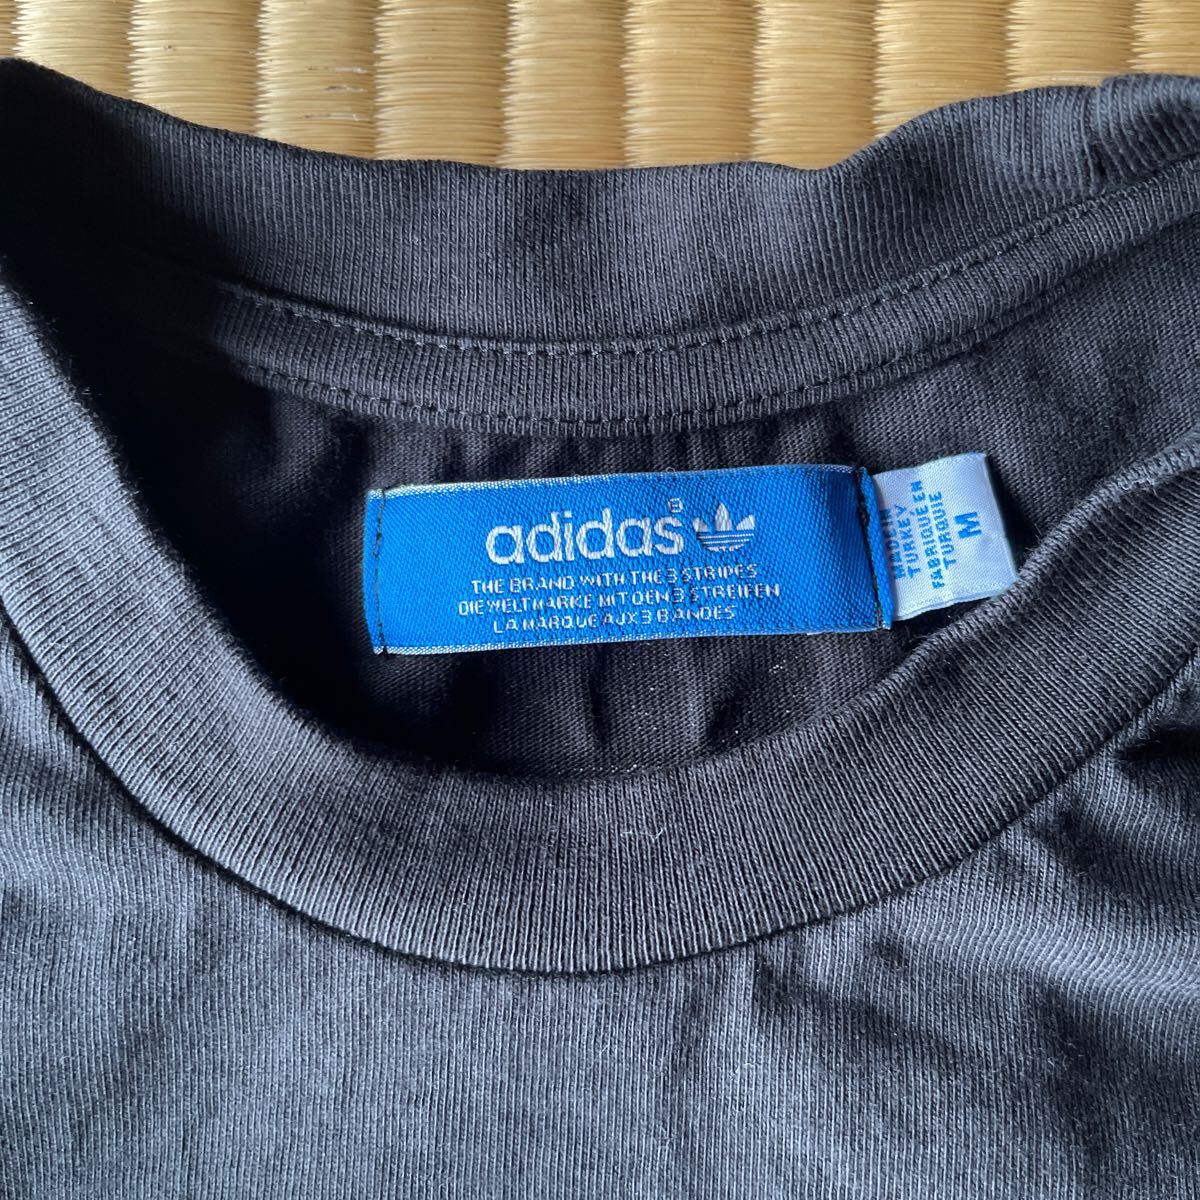 adidas
THE BRAND WITH THE 3 STRIPES
DIE WELTMARKE MIT DEN 3 STREIFEN
LA MARQUE AUX 3 BANDES
MADE IN
TURKEY
FABRIQUÉ EN
TURQUIE
M